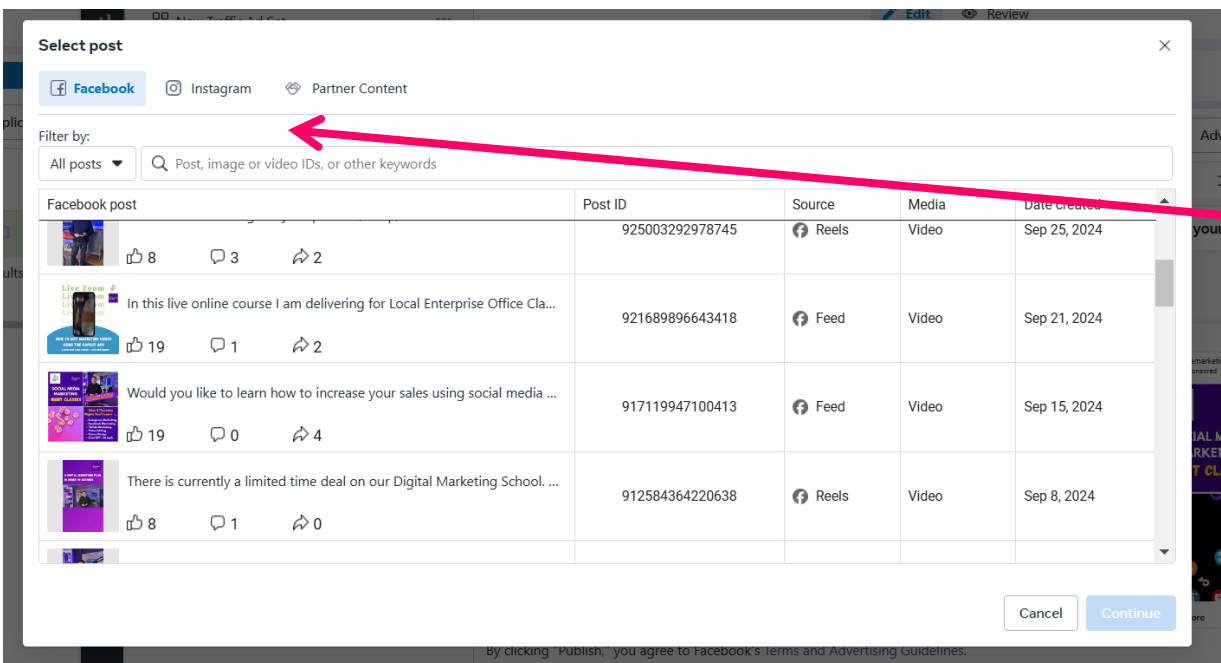 New Traffic Ad Set
Edit
Review
Select post
Facebook
Instagram
Partner Content
Filter by:
All posts
Post, image or video IDs, or other keywords
Facebook post
Post ID
Source
Media
Date created
925003292978745
Reels
Video
Sep 25, 2024
8
3
2
In this live online course I am delivering for Local Enterprise Office Cla...
921689896643418
Feed
Video
Sep 21, 2024
19
1
2
Would you like to learn how to increase your sales using social media ...
917119947100413
Feed
Video
Sep 15, 2024
19
0
4
There is currently a limited time deal on our Digital Marketing School. ...
912584364220638
Reels
Video
Sep 8, 2024
8
1
0
Cancel
Continue
By clicking "Publish," you agree to Facebook's Terms and Advertising Guidelines.